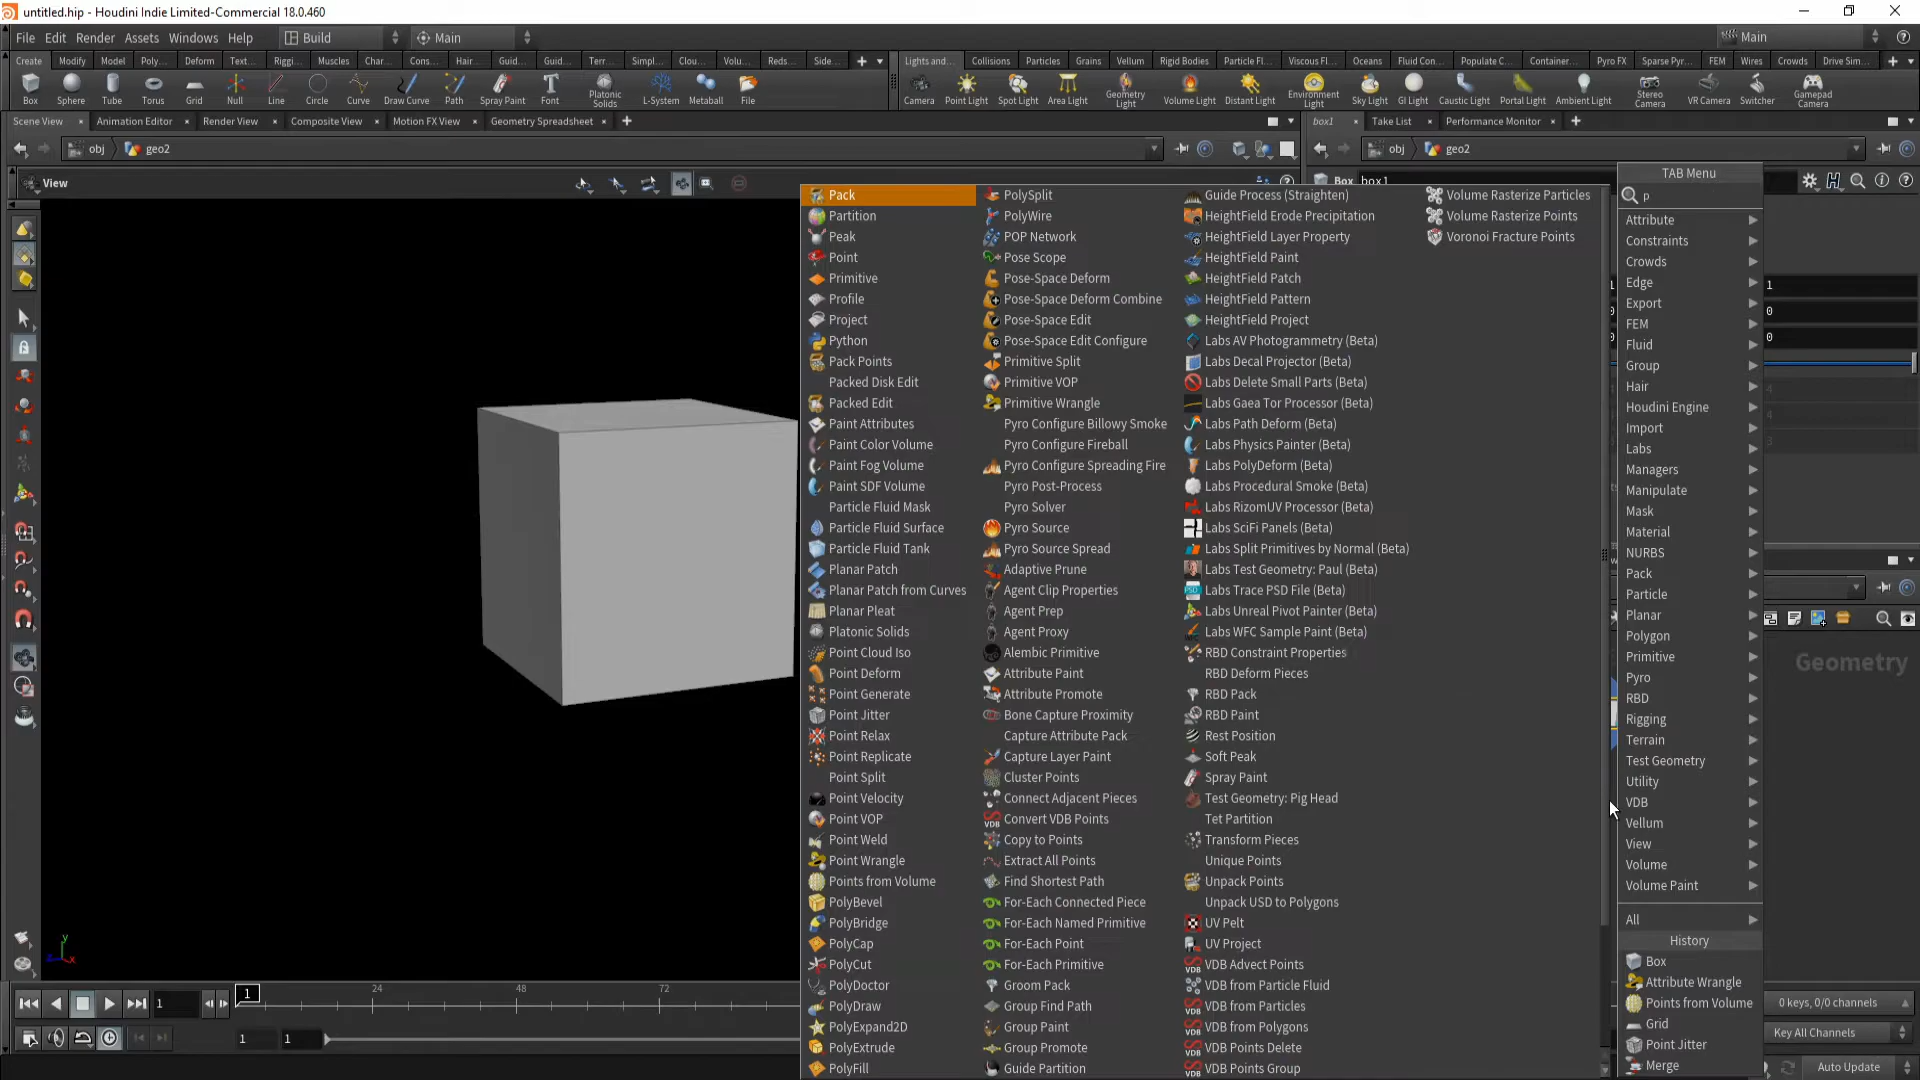 untitled.hip - Houdini Indie Limited-Commercial 18.0.460
File Edit Render Assets Windows Help Build Main Main
Create Modify Model Poly... Deform Text... Riggi... Muscles Char... Cons... Hair... Guid... Guid... Terr... Simpl... Clou... Volu... Reds... Side...
Lights and... Collisions Particles Grains Vellum Rigid Bodies Particle Fl... Viscous Fl... Oceans Fluid Con... Populate C... Container... Pyro FX Sparse Pyr... FEM Wires Crowds Drive Sim...
Box Sphere Tube Torus Grid Null Line Circle Curve Draw Curve Path Spray Paint Font Platonic Solids L-System Metaball File
Camera Point Light Spot Light Area Light Geometry Light Volume Light Distant Light Environment Light Sky Light GI Light Caustic Light Portal Light Ambient Light Stereo Camera VR Camera Switcher Gamepad Camera
Scene View Animation Editor Render View Composite View Motion FX View Geometry Spreadsheet
box1 Take List Performance Monitor
obj geo2
obj geo2
View
Box box1
TAB Menu
p
Pack
Partition
Peak
Point
Primitive
Profile
Project
Python
Pack Points
Packed Disk Edit
Packed Edit
Paint Attributes
Paint Color Volume
Paint Fog Volume
Paint SDF Volume
Particle Fluid Mask
Particle Fluid Surface
Particle Fluid Tank
Planar Patch
Planar Patch from Curves
Planar Pleat
Platonic Solids
Point Cloud Iso
Point Deform
Point Generate
Point Jitter
Point Relax
Point Replicate
Point Split
Point Velocity
Point VOP
Point Weld
Point Wrangle
Points from Volume
PolyBevel
PolyBridge
PolyCap
PolyCut
PolyDoctor
PolyDraw
PolyExpand2D
PolyExtrude
PolyFill
PolySplit
PolyWire
POP Network
Pose Scope
Pose-Space Deform
Pose-Space Deform Combine
Pose-Space Edit
Pose-Space Edit Configure
Primitive Split
Primitive VOP
Primitive Wrangle
Pyro Configure Billowy Smoke
Pyro Configure Fireball
Pyro Configure Spreading Fire
Pyro Post-Process
Pyro Solver
Pyro Source
Pyro Source Spread
Adaptive Prune
Agent Clip Properties
Agent Prep
Agent Proxy
Alembic Primitive
Attribute Paint
Attribute Promote
Bone Capture Proximity
Capture Attribute Pack
Capture Layer Paint
Cluster Points
Connect Adjacent Pieces
Convert VDB Points
Copy to Points
Extract All Points
Find Shortest Path
For-Each Connected Piece
For-Each Named Primitive
For-Each Point
For-Each Primitive
Groom Pack
Group Find Path
Group Paint
Group Promote
Guide Partition
Guide Process (Straighten)
HeightField Erode Precipitation
HeightField Layer Property
HeightField Paint
HeightField Patch
HeightField Pattern
HeightField Project
Labs AV Photogrammetry (Beta)
Labs Decal Projector (Beta)
Labs Delete Small Parts (Beta)
Labs Gaea Tor Processor (Beta)
Labs Path Deform (Beta)
Labs Physics Painter (Beta)
Labs PolyDeform (Beta)
Labs Procedural Smoke (Beta)
Labs RizomUV Processor (Beta)
Labs SciFi Panels (Beta)
Labs Split Primitives by Normal (Beta)
Labs Test Geometry: Paul (Beta)
Labs Trace PSD File (Beta)
Labs Unreal Pivot Painter (Beta)
Labs WFC Sample Paint (Beta)
RBD Constraint Properties
RBD Deform Pieces
RBD Pack
RBD Paint
Rest Position
Soft Peak
Spray Paint
Test Geometry: Pig Head
Tet Partition
Transform Pieces
Unique Points
Unpack Points
Unpack USD to Polygons
UV Pelt
UV Project
VDB Advect Points
VDB from Particle Fluid
VDB from Particles
VDB from Polygons
VDB Points Delete
VDB Points Group
Volume Rasterize Particles
Volume Rasterize Points
Voronoi Fracture Points
Attribute
Constraints
Crowds
Edge
Export
FEM
Fluid
Group
Hair
Houdini Engine
Import
Labs
Managers
Manipulate
Mask
Material
NURBS
Pack
Particle
Planar
Polygon
Primitive
Pyro
RBD
Rigging
Terrain
Test Geometry
Utility
VDB
Vellum
View
Volume
Volume Paint
All
History
Box
Attribute Wrangle
Points from Volume
Grid
Point Jitter
Merge
1
0
0
Geometry
1 1 24 48 72
1 1
0 keys, 0/0 channels
Key All Channels
Auto Update